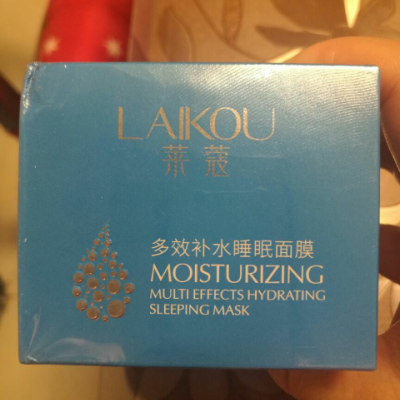 LAIKOU
莱蔻
多效补水睡眠面膜
MOISTURIZING
MULTI EFFECTS HYDRATING
SLEEPING MASK